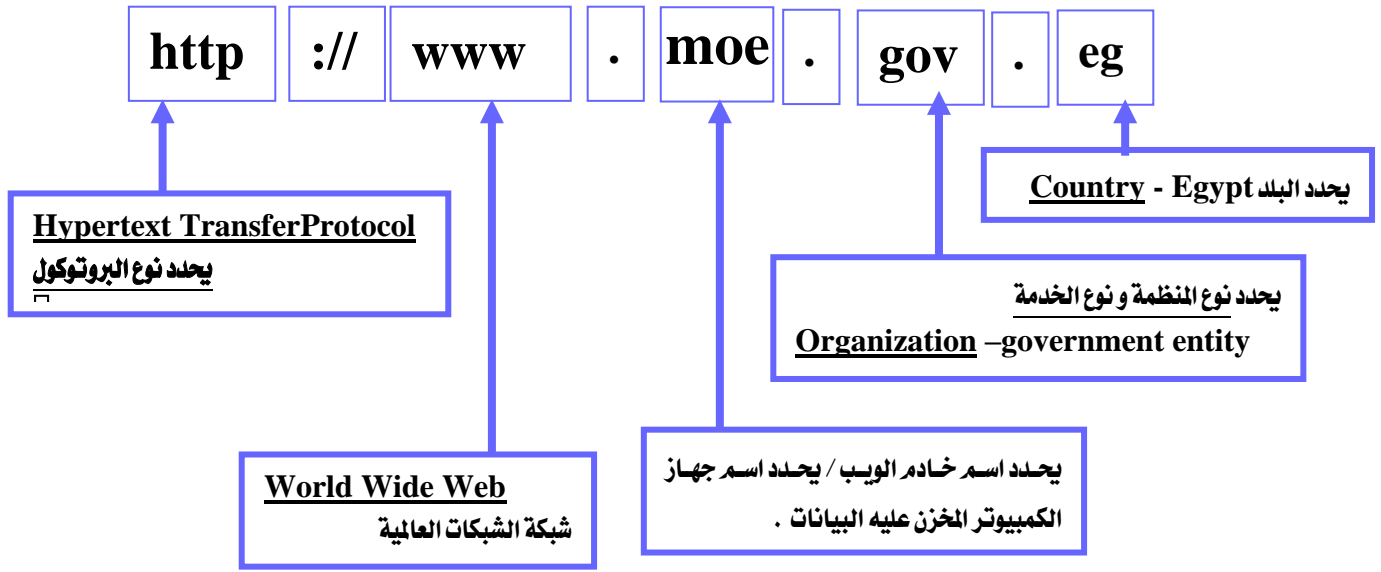 http :// www . moe . gov . eg
يحدد البلد Country - Egypt
Hypertext TransferProtocol
يحدد نوع البروتوكول
يحدد نوع المنظمة و نوع الخدمة
Organization –government entity
يحدد اسم خادم الويب / يحدد اسم جهاز
الكمبيوتر المخزن عليه البيانات .
World Wide Web
شبكة الشبكات العالمية